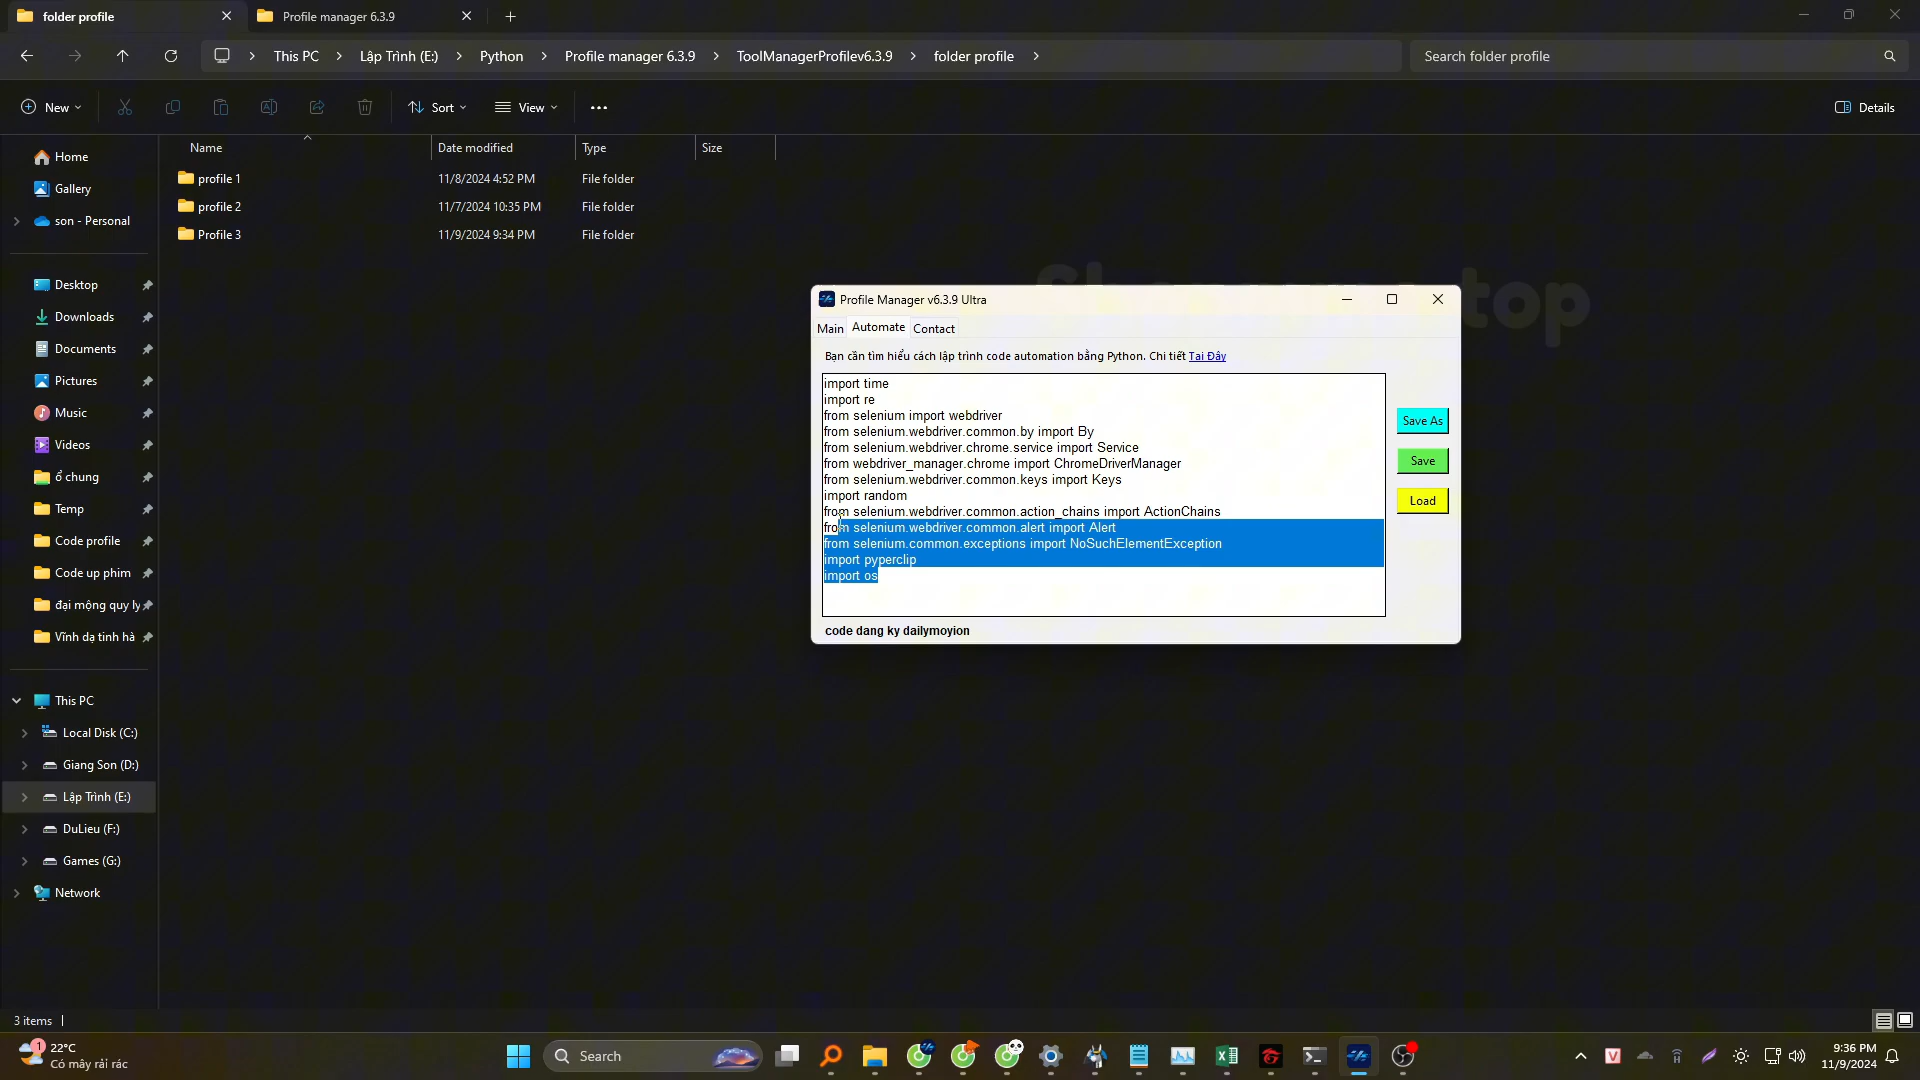 folder profile
Profile manager 6.3.9
This PC
Lập Trình (E:)
Python
Profile manager 6.3.9
ToolManagerProfilev6.3.9
folder profile
Search folder profile
New
Sort
View
Details
Name
Date modified
Type
Size
profile 1
11/8/2024 4:52 PM
File folder
profile 2
11/7/2024 10:35 PM
File folder
Profile 3
11/9/2024 9:34 PM
File folder
Home
Gallery
son - Personal
Desktop
Downloads
Documents
Pictures
Music
Videos
ổ chung
Temp
Code profile
Code up phim
đại mộng quy ly
Vĩnh dạ tinh hà
This PC
Local Disk (C:)
Giang Son (D:)
Lập Trình (E:)
DuLieu (F:)
Games (G:)
Network
Profile Manager v6.3.9 Ultra
Main
Automate
Contact
Bạn cần tìm hiểu cách lập trình code automation bằng Python. Chi tiết Tại Đây
import time
import re
from selenium import webdriver
from selenium.webdriver.common.by import By
from selenium.webdriver.chrome.service import Service
from webdriver_manager.chrome import ChromeDriverManager
from selenium.webdriver.common.keys import Keys
import random
from selenium.webdriver.common.action_chains import ActionChains
from selenium.webdriver.common.alert import Alert
from selenium.common.exceptions import NoSuchElementException
import pyperclip
import os
Save As
Save
Load
code dang ky dailymoyion
3 items
1
22°C
Có mây rải rác
Search
V
9:36 PM
11/9/2024